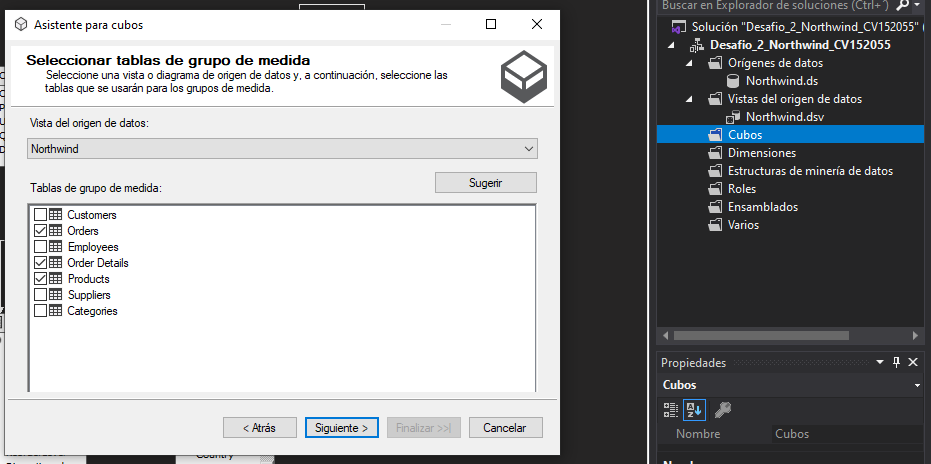 Asistente para cubos
Seleccionar tablas de grupo de medida
Seleccione una vista o diagrama de origen de datos y, a continuación, seleccione las
tablas que se usarán para los grupos de medida.
Vista del origen de datos:
Northwind
Sugerir
Tablas de grupo de medida:
Customers
Orders
Employees
Order Details
Products
Suppliers
Categories
< Atrás
Siguiente >
Finalizar >>|
Cancelar
Country
Buscar en Explorador de soluciones (Ctrl+¨)
Solución "Desafio_2_Northwind_CV152055" (
Desafio_2_Northwind_CV152055
Orígenes de datos
Northwind.ds
Vistas del origen de datos
Northwind.dsv
Cubos
Dimensiones
Estructuras de minería de datos
Roles
Ensamblados
Varios
Propiedades
Cubos
Nombre
Cubos